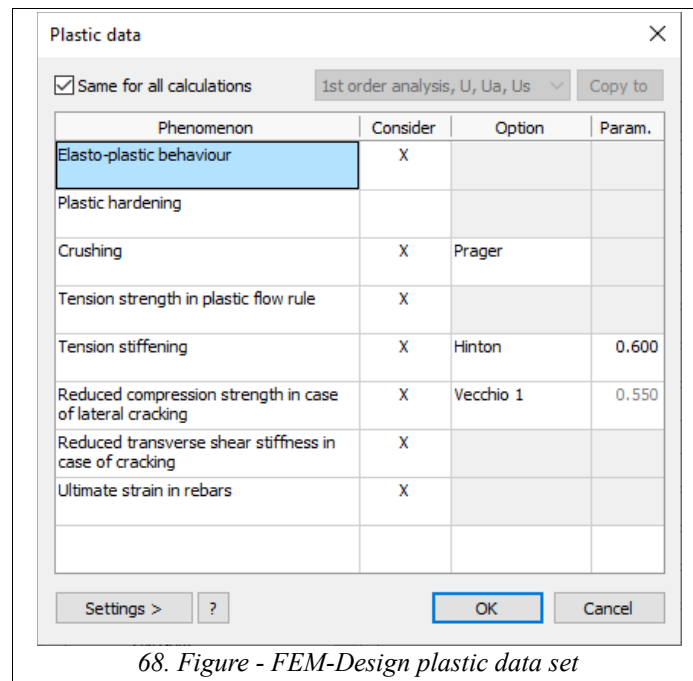 Plastic data
Same for all calculations 1st order analysis, U, Ua, Us Copy to
Phenomenon Consider Option Param.
Elasto-plastic behaviour X
Plastic hardening
Crushing X Prager
Tension strength in plastic flow rule X
Tension stiffening X Hinton 0.600
Reduced compression strength in case X Vecchio 1 0.550
of lateral cracking
Reduced transverse shear stiffness in X
case of cracking
Ultimate strain in rebars X
Settings > ? OK Cancel
68. Figure - FEM-Design plastic data set